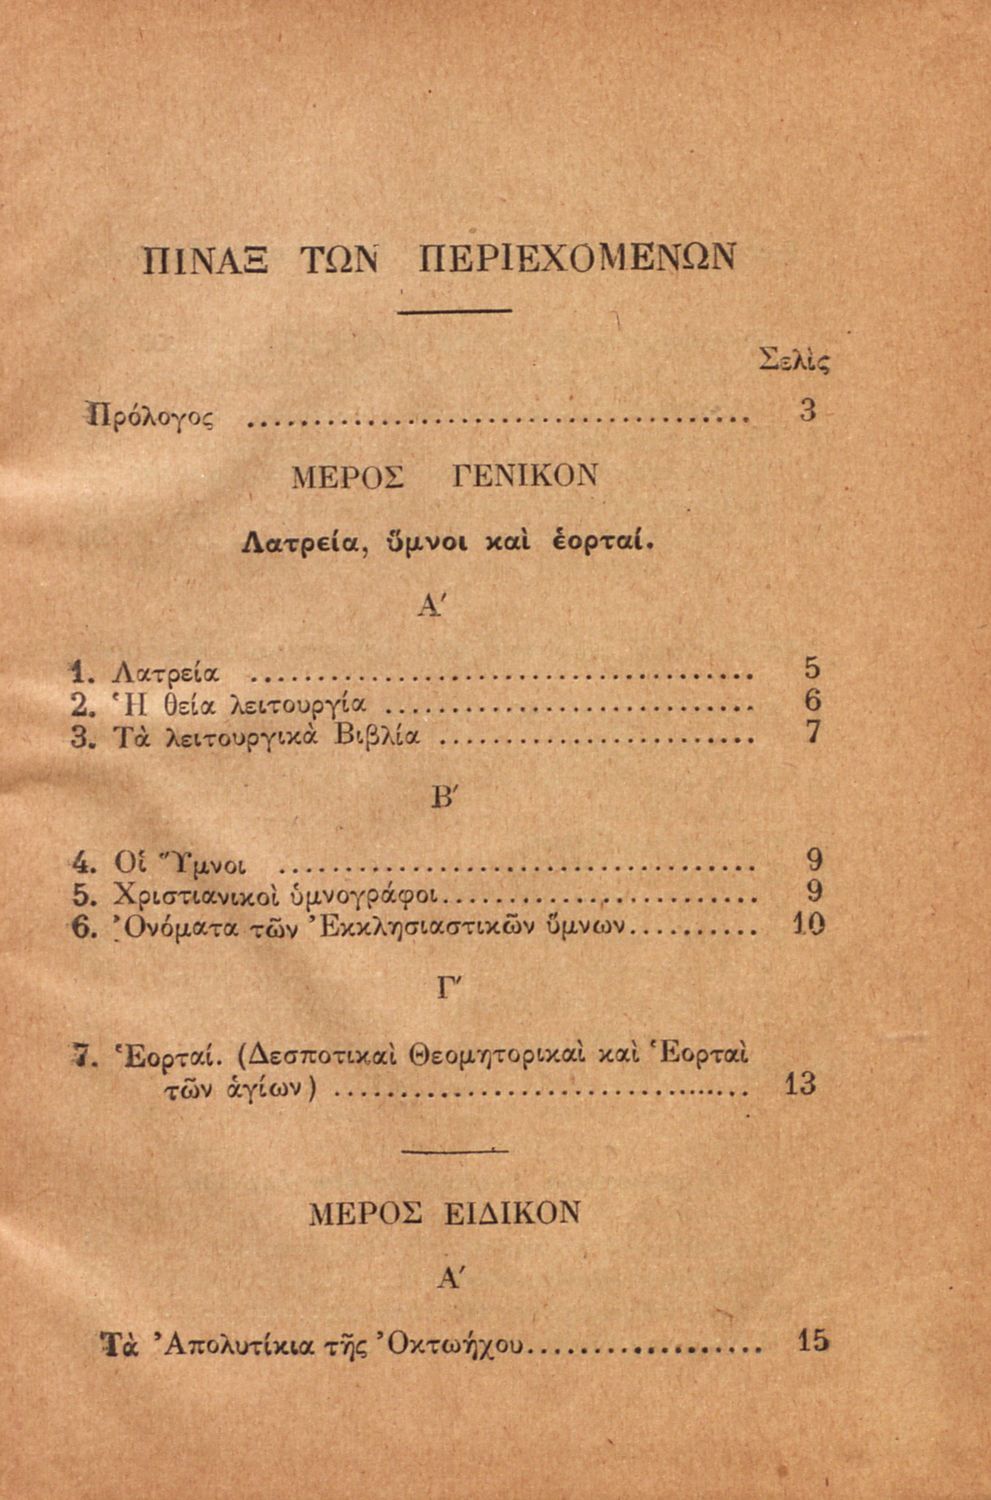 ΠΙΝΑΞ ΤΩΝ ΠΕΡΙΕΧΟΜΕΝΩΝ
Σελὶς
Πρόλογος ...................................... 3
ΜΕΡΟΣ ΓΕΝΙΚΟΝ
Λατρεία, ὕμνοι καὶ ἑορταί.
Α′
1. Λατρεία ...................................... 5
2. Ἡ θεία λειτουργία ............................ 6
3. Τὰ λειτουργικὰ Βιβλία ........................ 7
Β′
4. Οἱ Ὕμνοι .................................... 9
5. Χριστιανικοὶ ὑμνογράφοι........................ 9
6. Ὀνόματα τῶν Ἐκκλησιαστικῶν ὕμνων.......... 10
Γ′
7. Ἑορταί. (Δεσποτικαὶ Θεομητορικαὶ καὶ Ἑορταὶ
τῶν ἁγίων) ................................ 13
ΜΕΡΟΣ ΕΙΔΙΚΟΝ
Α′
Τὰ Ἀπολυτίκια τῆς Ὀκτωήχου.................. 15